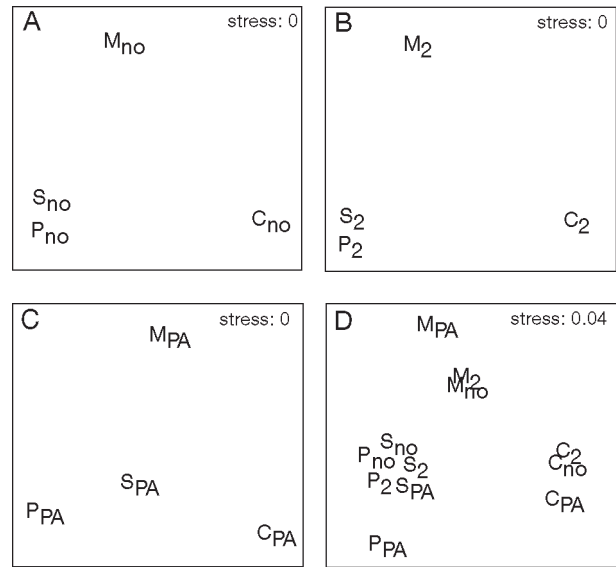 A
stress: 0
Mno
Sno
Pno
Cno
B
stress: 0
M2
S2
P2
C2
C
stress: 0
MPA
SPA
PPA
CPA
D
stress: 0.04
MPA
M2
Mno
Sno
Pno
S2
C2
Cno
P2
SPA
CPA
PPA